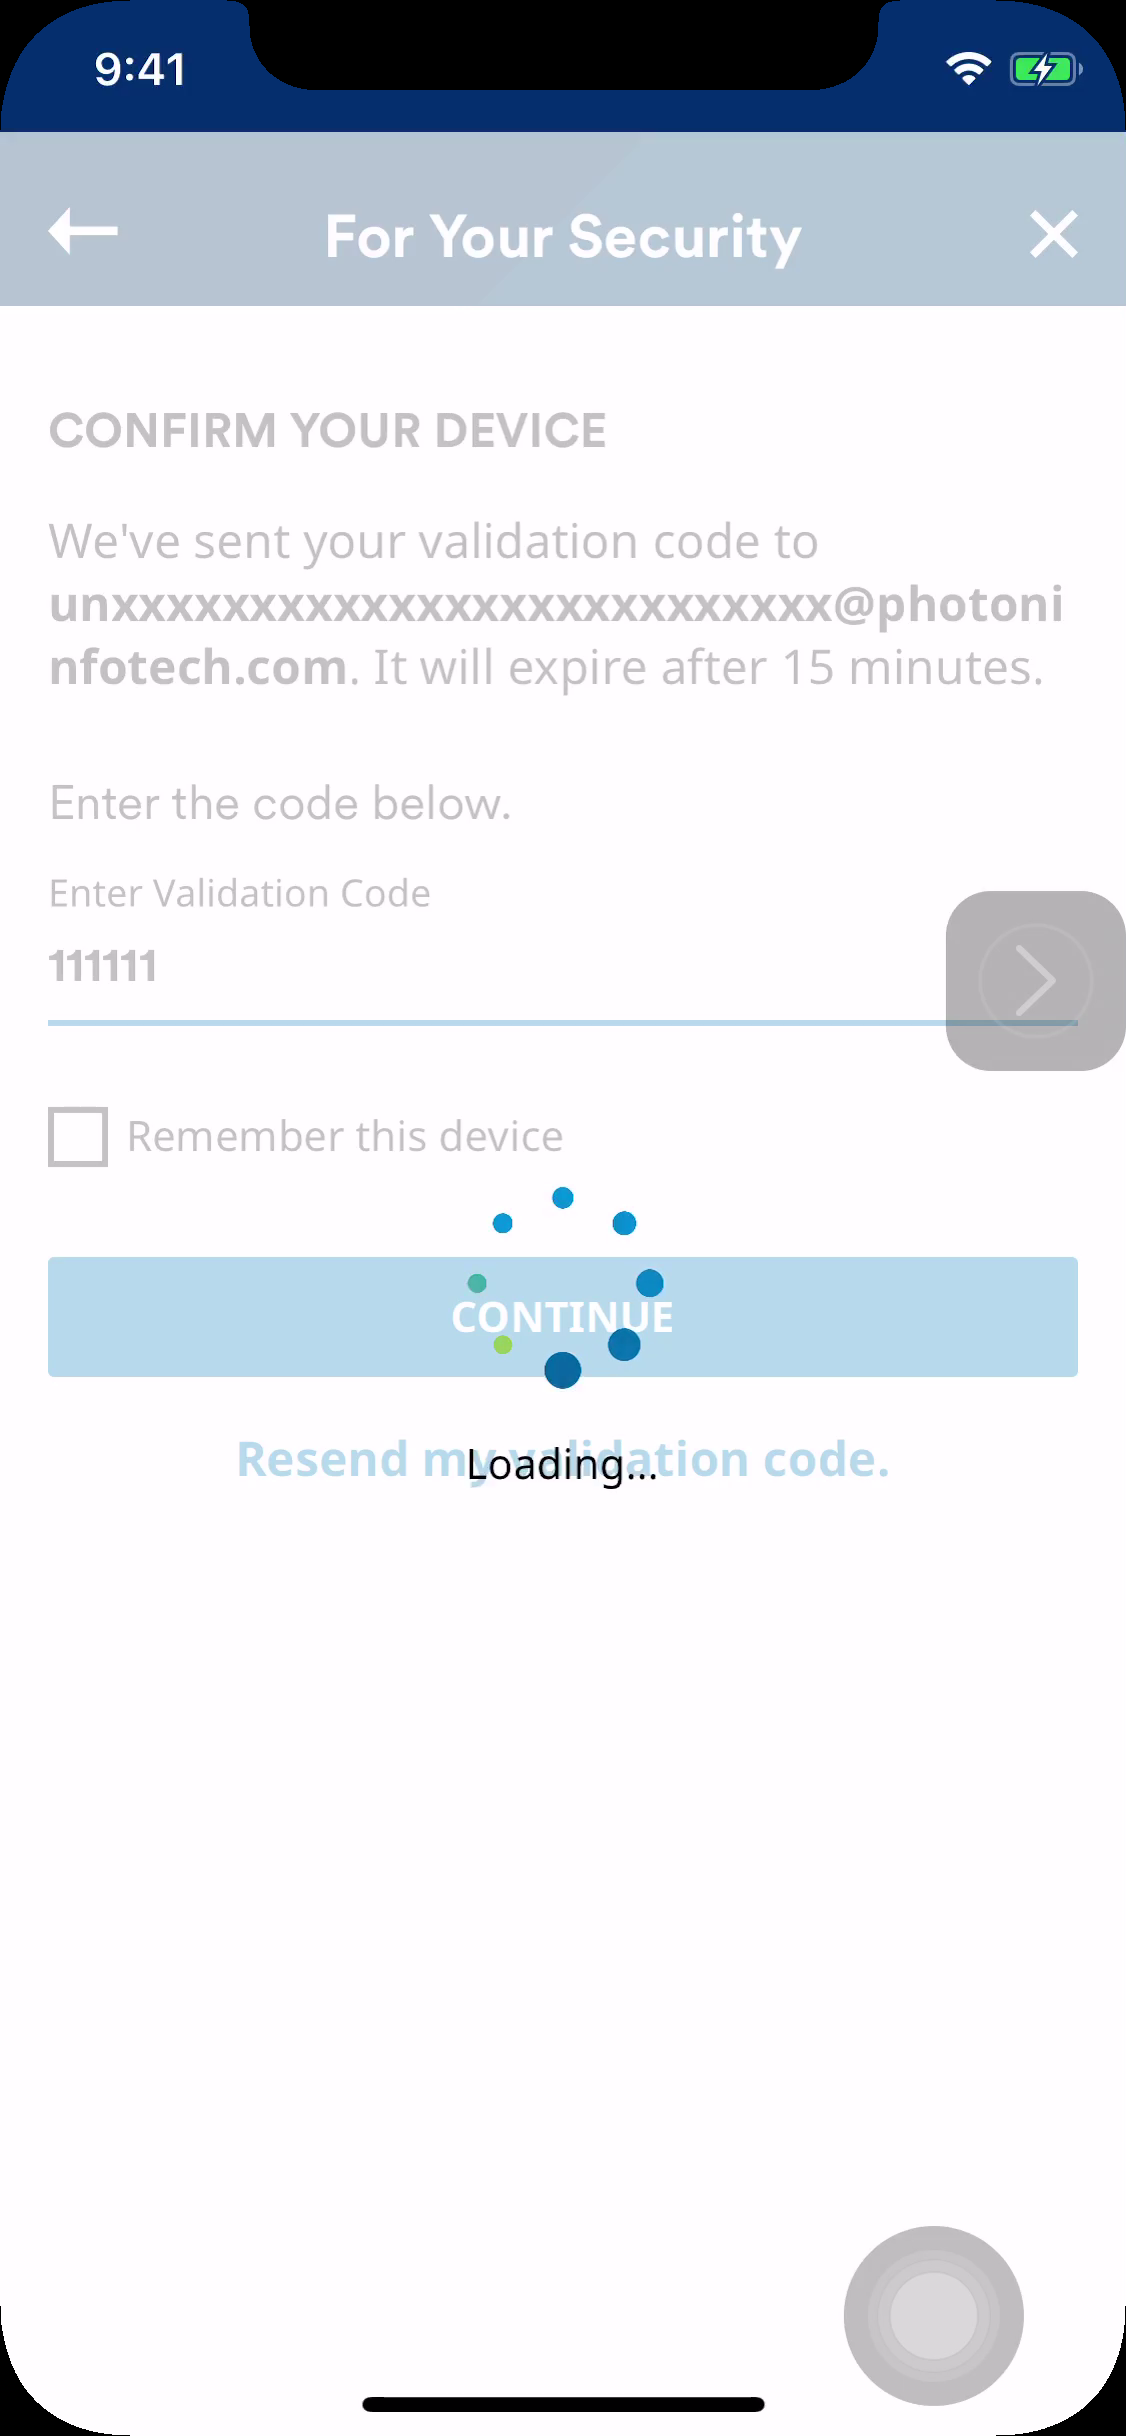 9:41
For Your Security
CONFIRM YOUR DEVICE
We've sent your validation code to
unxxxxxxxxxxxxxxxxxxxxxxxxxx@photoni
nfotech.com. It will expire after 15 minutes.
Enter the code below.
Enter Validation Code
111111
Remember this device
CONTINUE
Resend my validation code.
Loading...